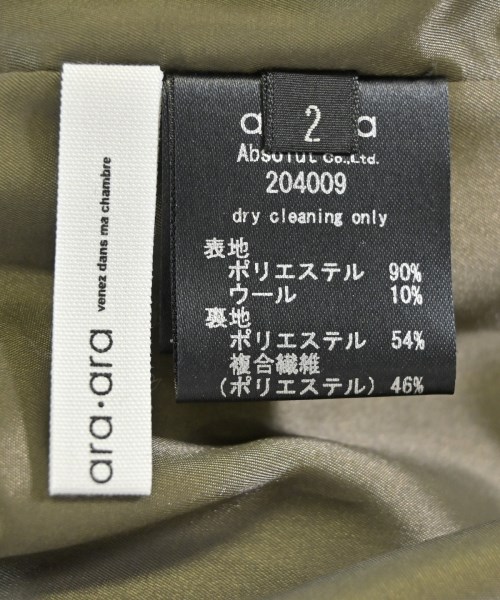 ara・ara venez dans ma chambre
2
Absolut Co.,Ltd.
204009
dry cleaning only
表地
ポリエステル 90%
ウール 10%
裏地
ポリエステル 54%
複合繊維
(ポリエステル) 46%